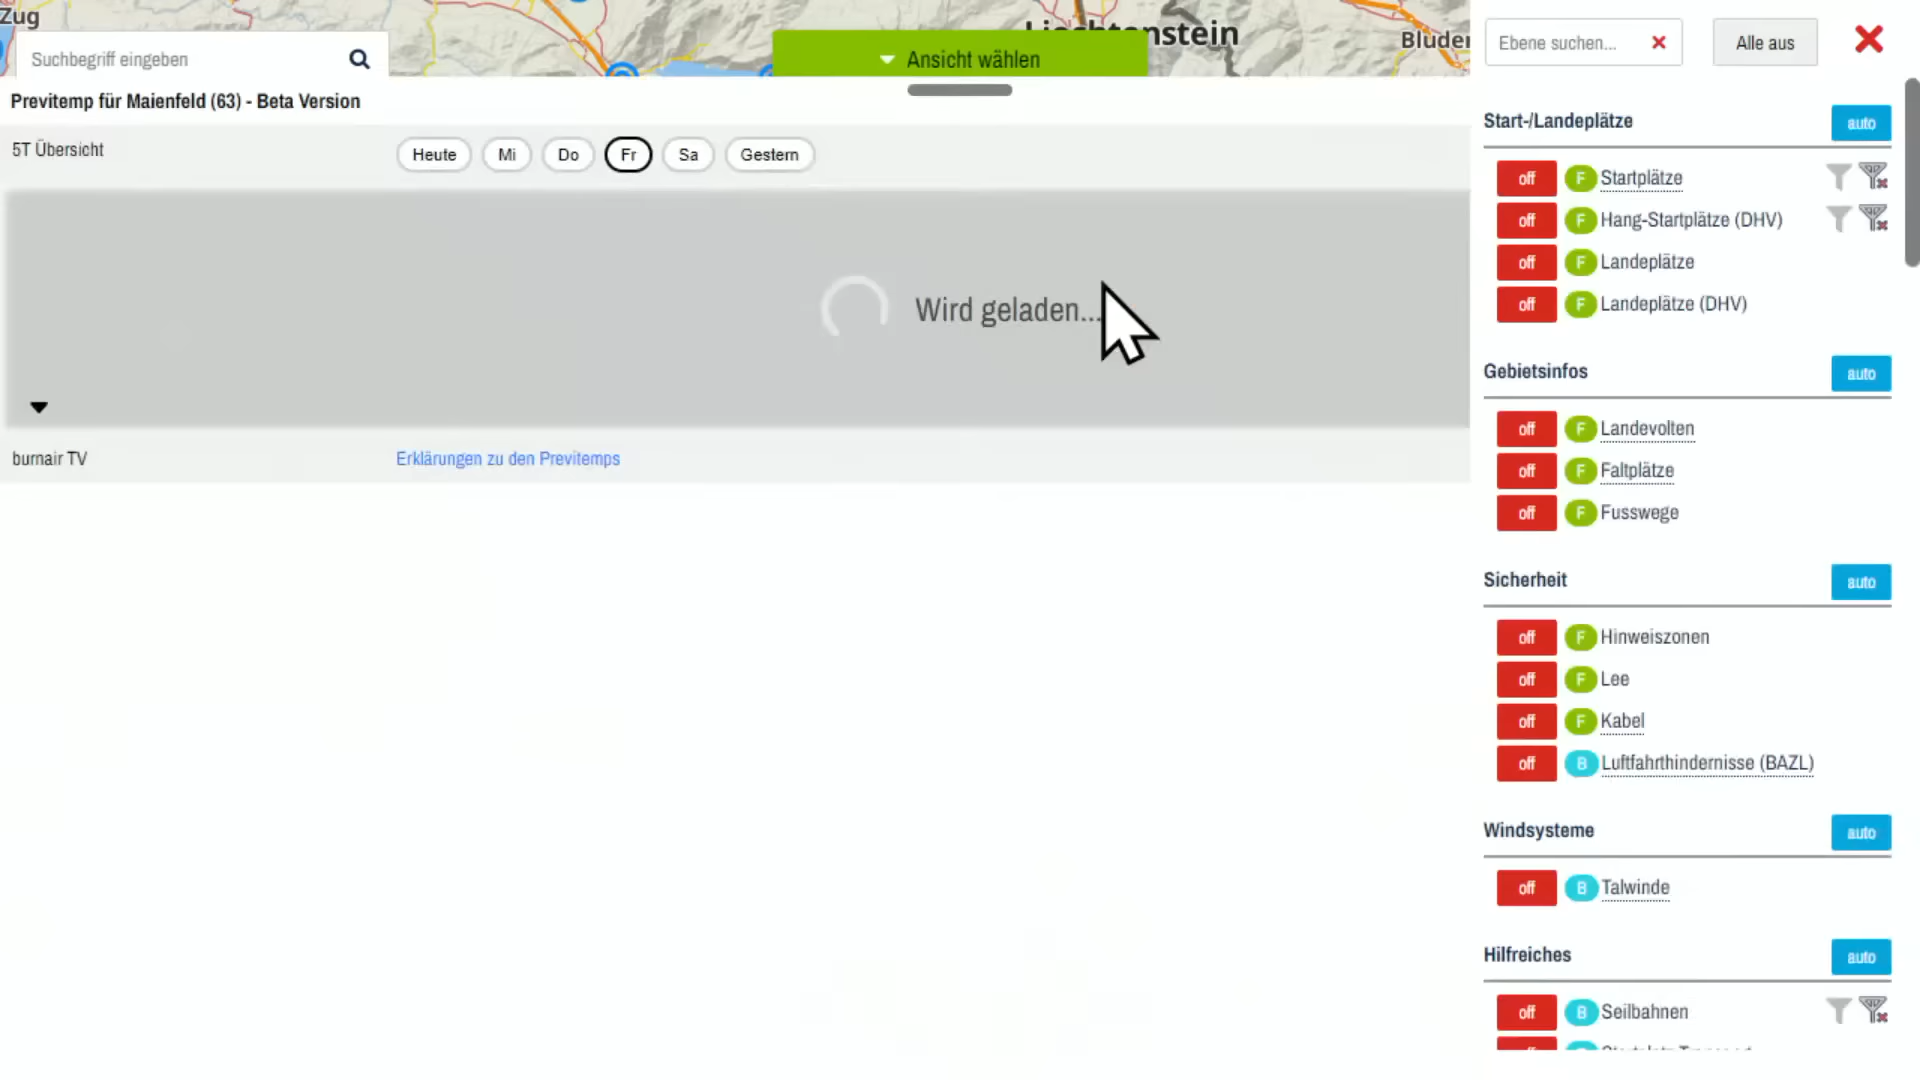 Zug
Liechtenstein
Bluden
Suchbegriff eingeben
Ansicht wählen
Ebene suchen...
Alle aus
Previtemp für Maienfeld (63) - Beta Version
5T Übersicht
Heute Mi Do Fr Sa Gestern
Wird geladen...
burnair TV
Erklärungen zu den Previtemps
Start-/Landeplätze auto
off F Startplätze
off F Hang-Startplätze (DHV)
off F Landeplätze
off F Landeplätze (DHV)
Gebietsinfos auto
off F Landevolten
off F Faltplätze
off F Fusswege
Sicherheit auto
off F Hinweiszonen
off F Lee
off F Kabel
off B Luftfahrthindernisse (BAZL)
Windsysteme auto
off B Talwinde
Hilfreiches auto
off B Seilbahnen